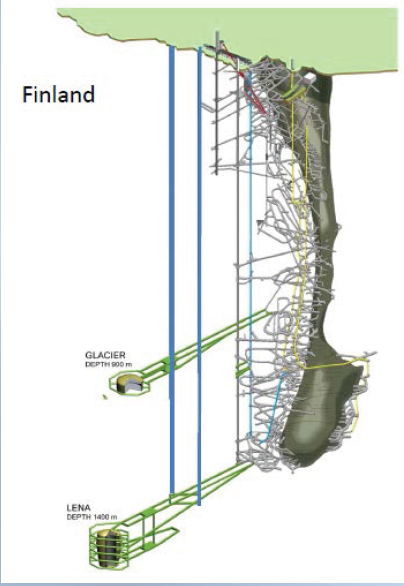 Finland
GLACIER
DEPTH 900 m
LENA
DEPTH 1400 m